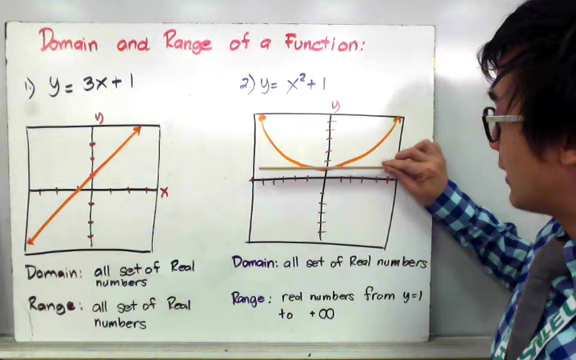 Domain and Range of a Function:
1) y = 3x+1
2) y = x²+1
y
y
x
Domain: all set of Real
numbers
Range: all set of Real
numbers
Domain: all set of Real numbers
Range: real numbers from y=1
to +∞